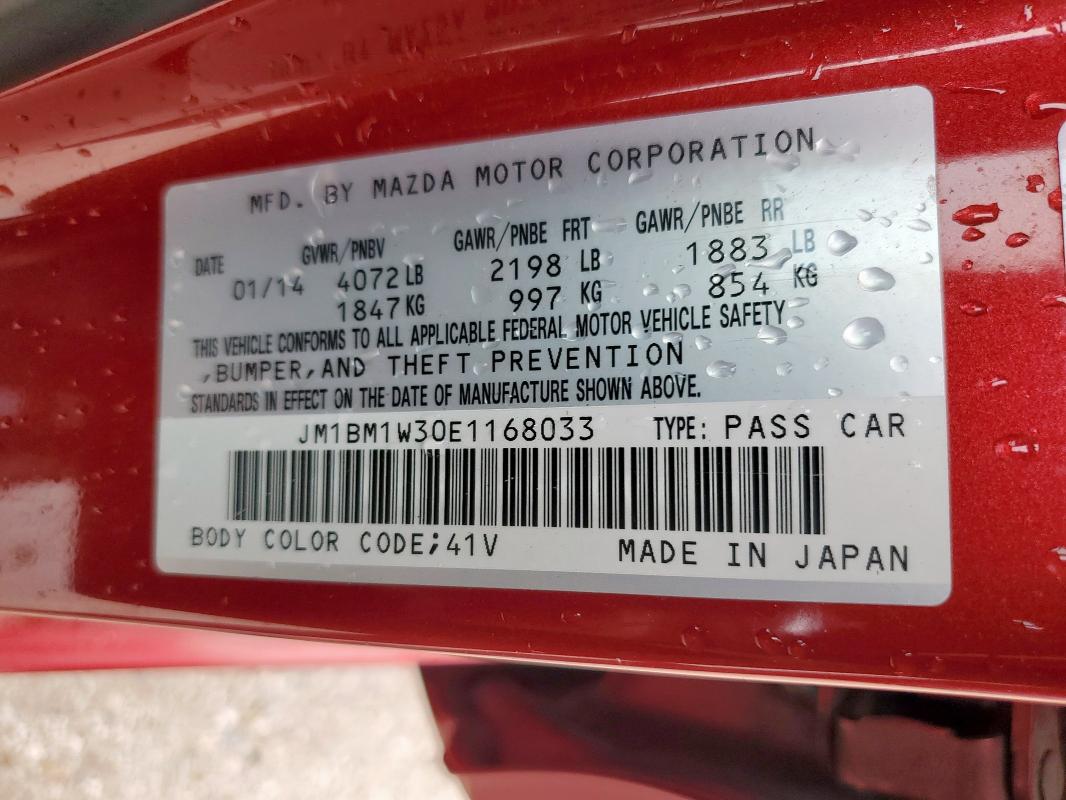 MFD. BY MAZDA MOTOR CORPORATION
DATE GVWR/PNBV GAWR/PNBE FRT GAWR/PNBE RR
01/14 4072 LB 2198 LB 1883 LB
1847 KG 997 KG 854 KG
THIS VEHICLE CONFORMS TO ALL APPLICABLE FEDERAL MOTOR VEHICLE SAFETY
,BUMPER,AND THEFT PREVENTION
STANDARDS IN EFFECT ON THE DATE OF MANUFACTURE SHOWN ABOVE.
JM1BM1W30E1168033 TYPE: PASS CAR
BODY COLOR CODE;41V MADE IN JAPAN